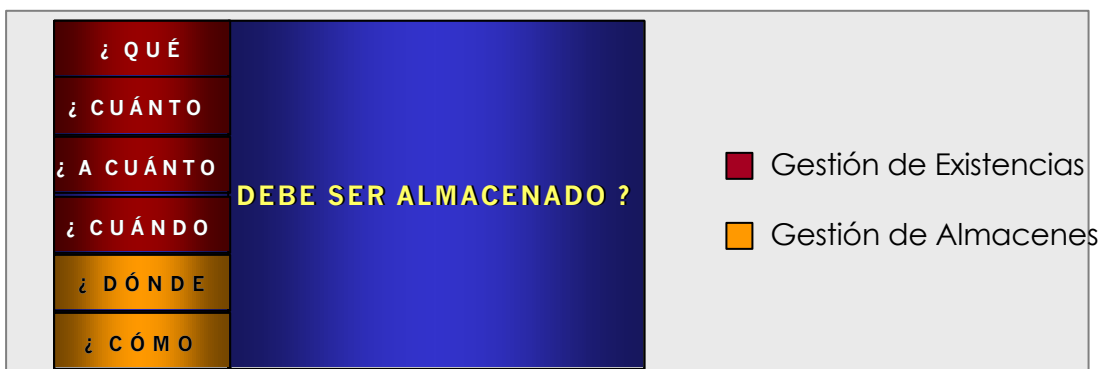 ¿ QUÉ
¿ CUÁNTO
¿ A CUÁNTO
¿ CUÁNDO
¿ DÓNDE
¿ CÓMO
DEBE SER ALMACENADO ?
Gestión de Existencias
Gestión de Almacenes